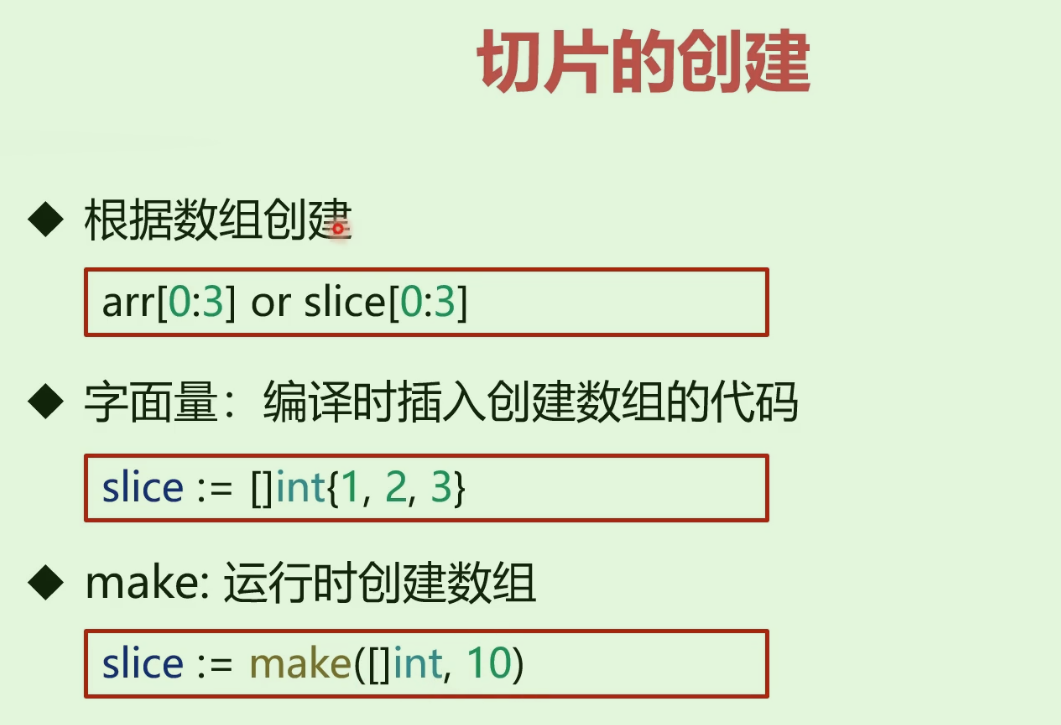 切片的创建
◆ 根据数组创建
arr[0:3] or slice[0:3]
◆ 字面量：编译时插入创建数组的代码
slice := []int{1, 2, 3}
◆ make: 运行时创建数组
slice := make([]int, 10)